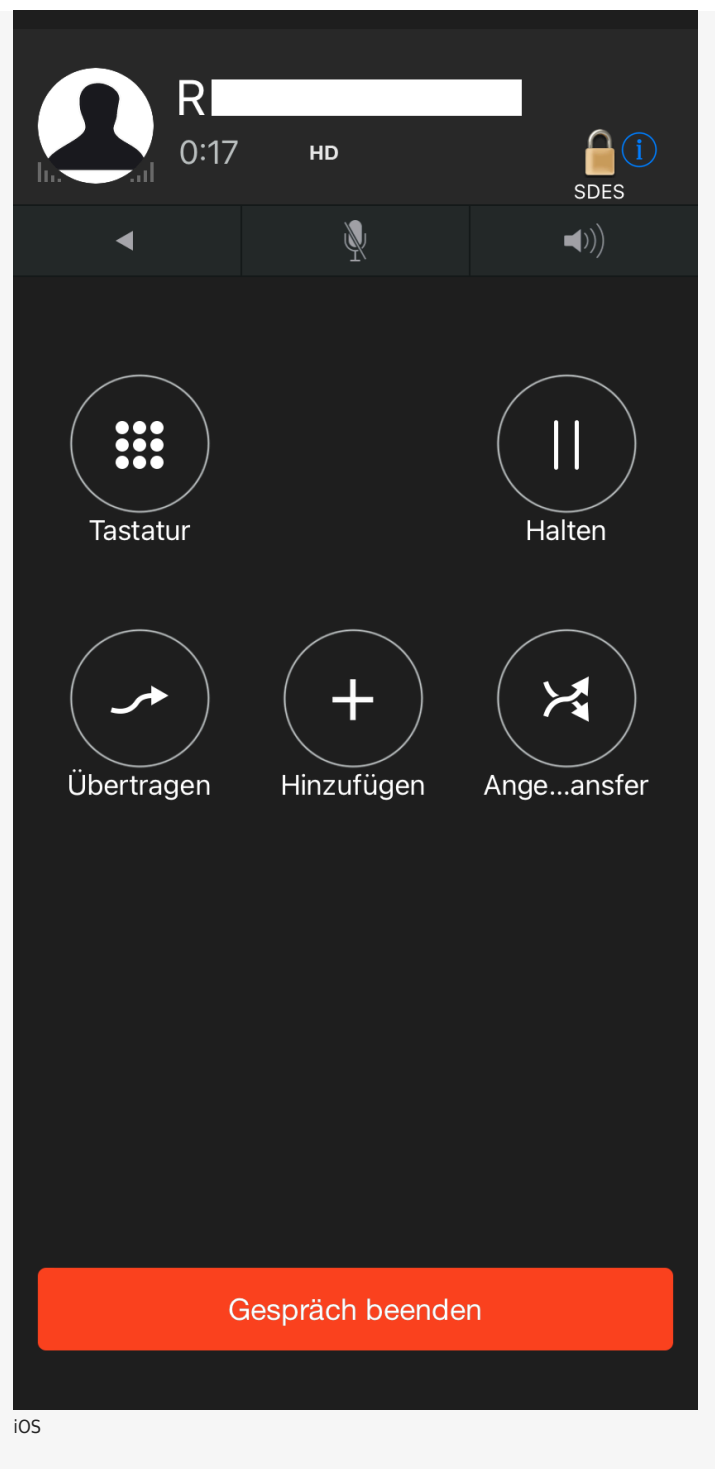 R
0:17 HD
SDES
Tastatur Halten
Übertragen Hinzufügen Ange...ansfer
Gespräch beenden
iOS